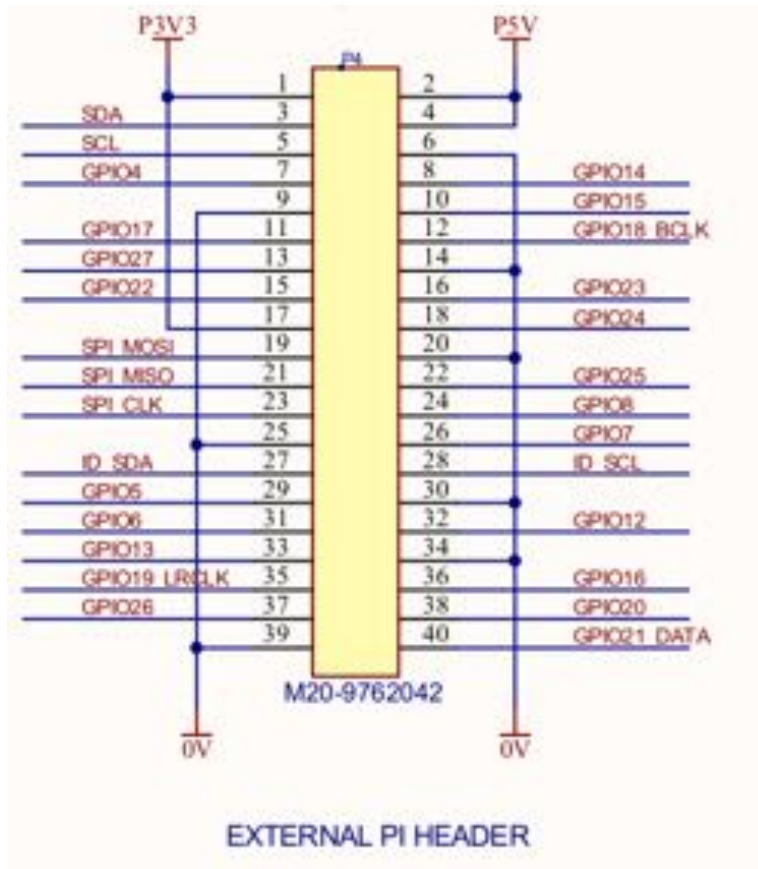 P3V3 P5V
P4
1 2
SDA 3 4
SCL 5 6
GPIO4 7 8 GPIO14
9 10 GPIO15
GPIO17 11 12 GPIO18 BCLK
GPIO27 13 14
GPIO22 15 16 GPIO23
17 18 GPIO24
SPI MOSI 19 20
SPI MISO 21 22 GPIO25
SPI CLK 23 24 GPIO8
25 26 GPIO7
ID SDA 27 28 ID SCL
GPIO5 29 30
GPIO6 31 32 GPIO12
GPIO13 33 34
GPIO19 LRCLK 35 36 GPIO16
GPIO26 37 38 GPIO20
39 40 GPIO21 DATA
M20-9762042
0V 0V
EXTERNAL PI HEADER